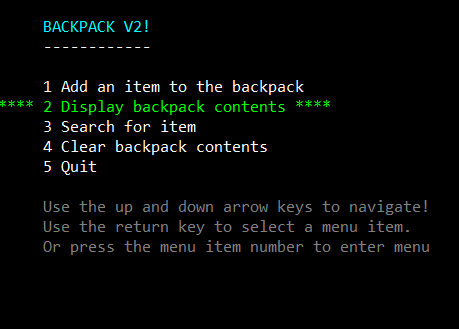 BACKPACK V2!
------------
1 Add an item to the backpack
**** 2 Display backpack contents ****
3 Search for item
4 Clear backpack contents
5 Quit
Use the up and down arrow keys to navigate!
Use the return key to select a menu item.
Or press the menu item number to enter menu